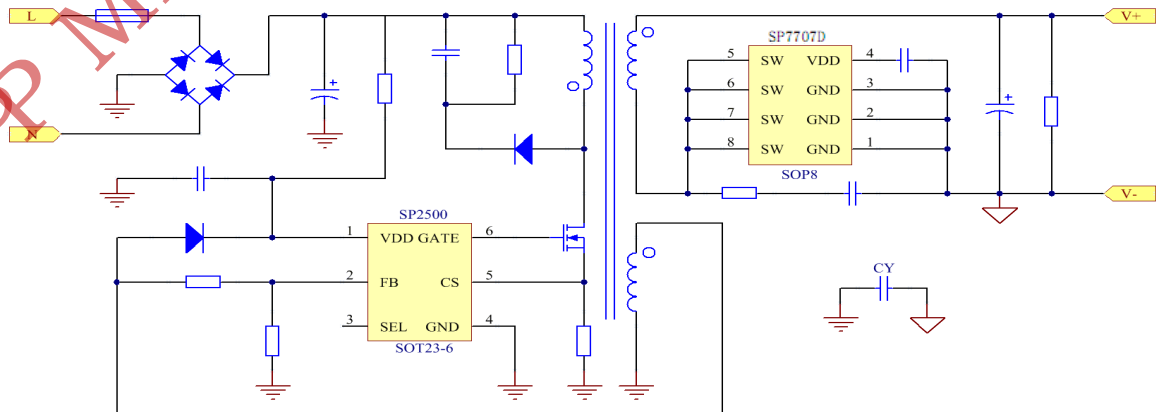 L
N
V+
V-
SP7707D
5 SW VDD 4
6 SW GND 3
7 SW GND 2
8 SW GND 1
SOP8
SP2500
1 VDD GATE 6
2 FB CS 5
3 SEL GND 4
SOT23-6
CY
P M